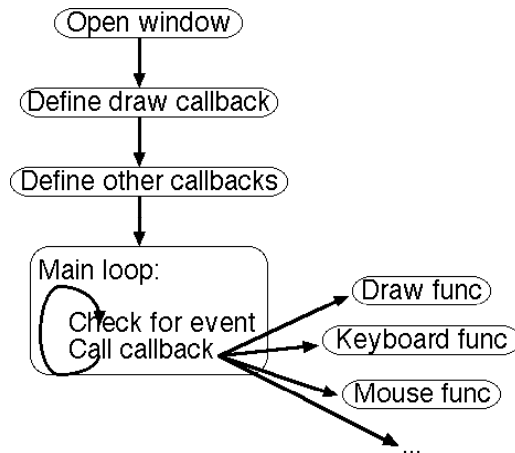 Open window
Define draw callback
Define other callbacks
Main loop:
Check for event
Call callback
Draw func
Keyboard func
Mouse func
...